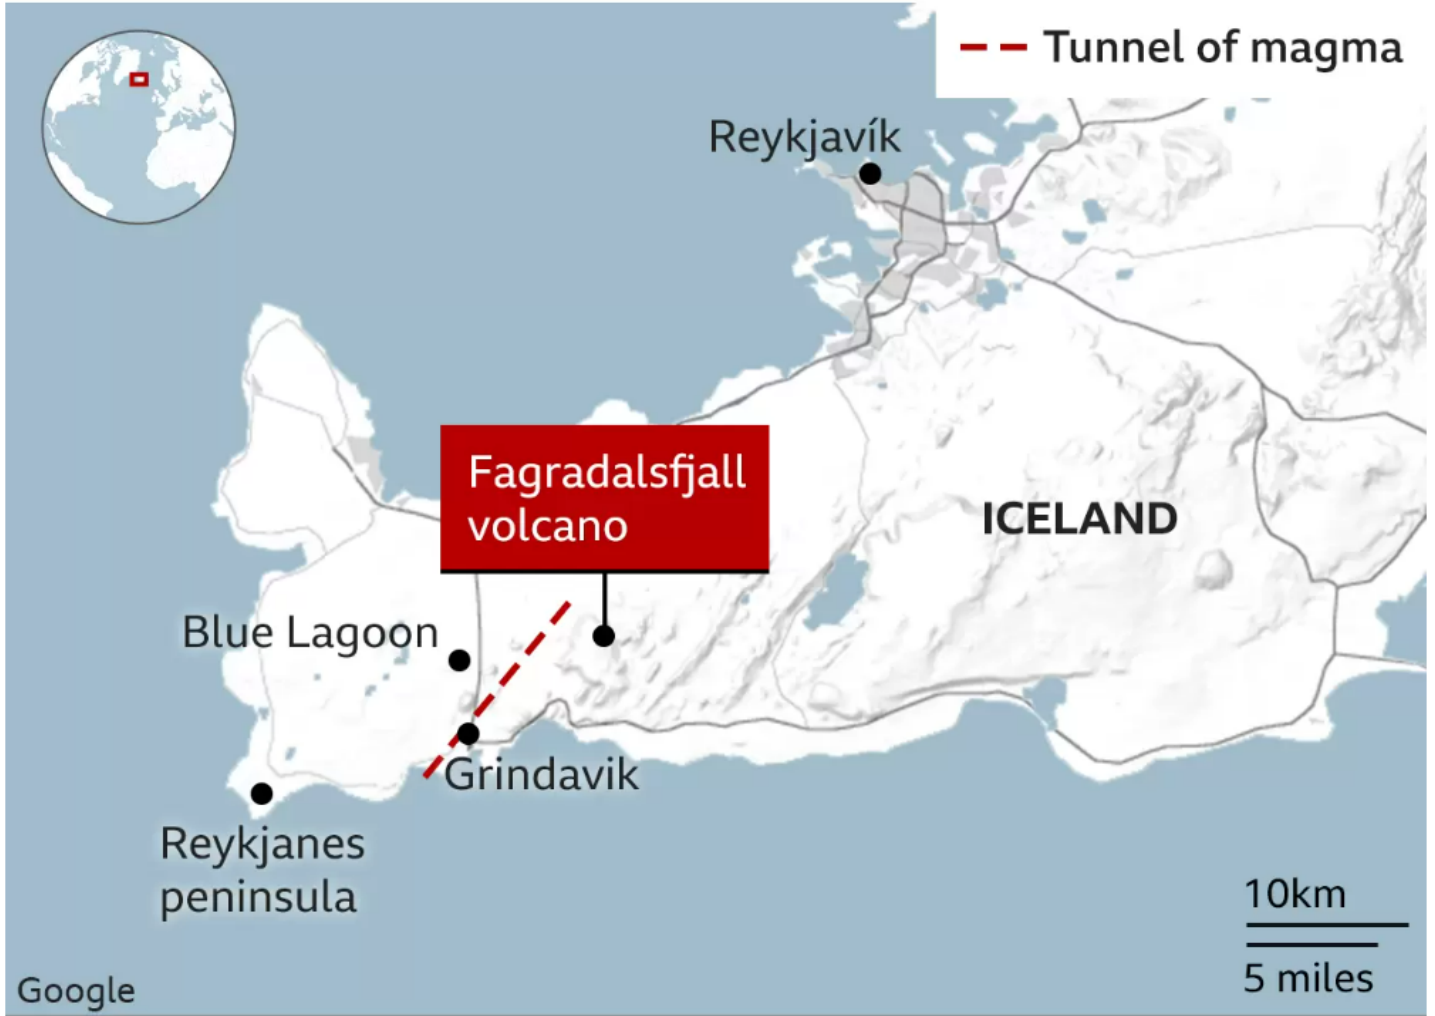 Tunnel of magma
Reykjavík
Fagradalsfjall
volcano
ICELAND
Blue Lagoon
Grindavik
Reykjanes
peninsula
10km
5 miles
Google